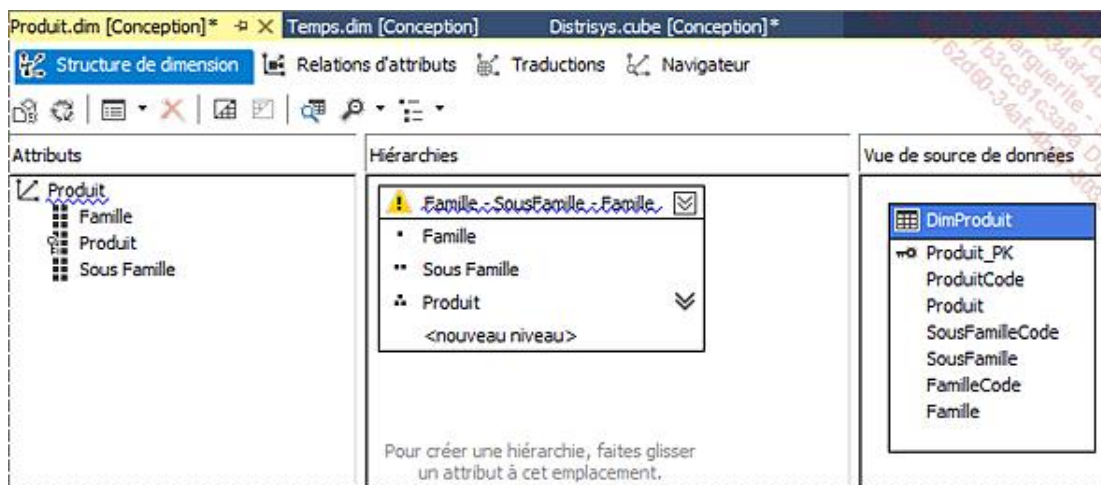 Produit.dim [Conception]* Temps.dim [Conception] Distrisys.cube [Conception]*
Structure de dimension Relations d'attributs Traductions Navigateur
Attributs
Produit
Famille
Produit
Sous Famille
Hiérarchies
Famille - SousFamille - Famille
Famille
Sous Famille
Produit
<nouveau niveau>
Pour créer une hiérarchie, faites glisser
un attribut à cet emplacement.
Vue de source de données
DimProduit
Produit_PK
ProduitCode
Produit
SousFamilleCode
SousFamille
FamilleCode
Famille